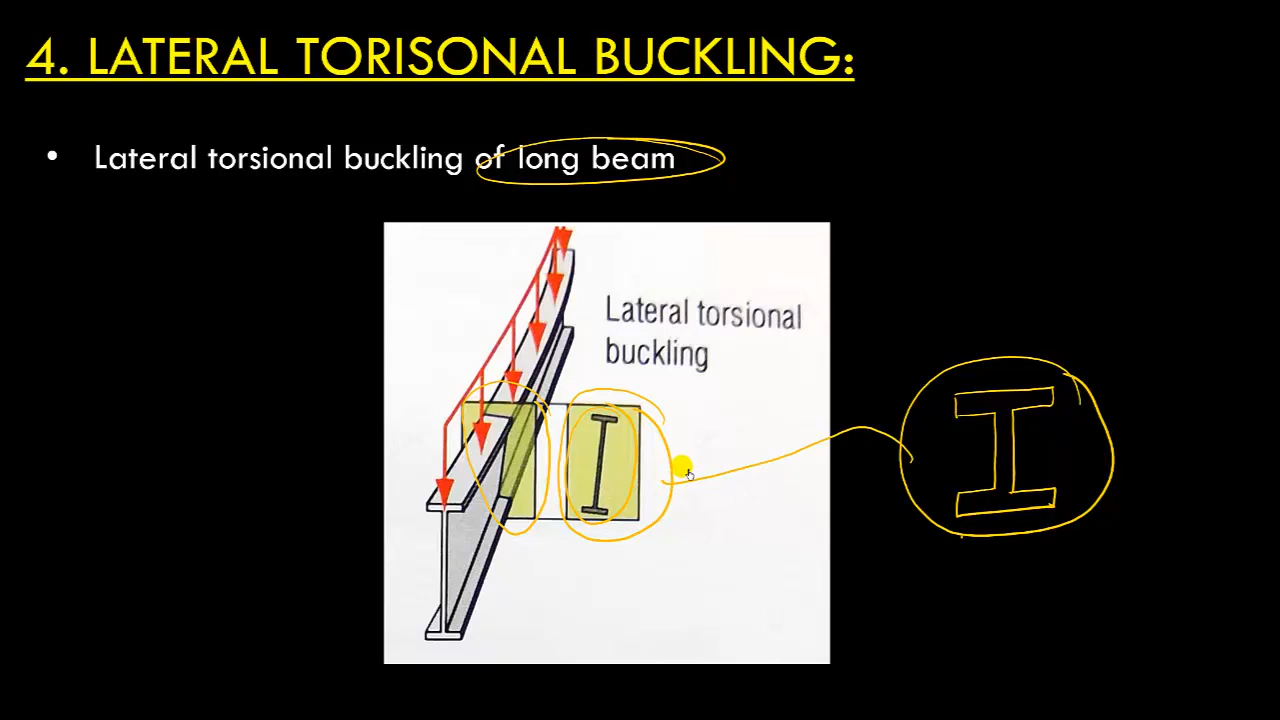 4. LATERAL TORISONAL BUCKLING:
• Lateral torsional buckling of long beam
Lateral torsional
buckling